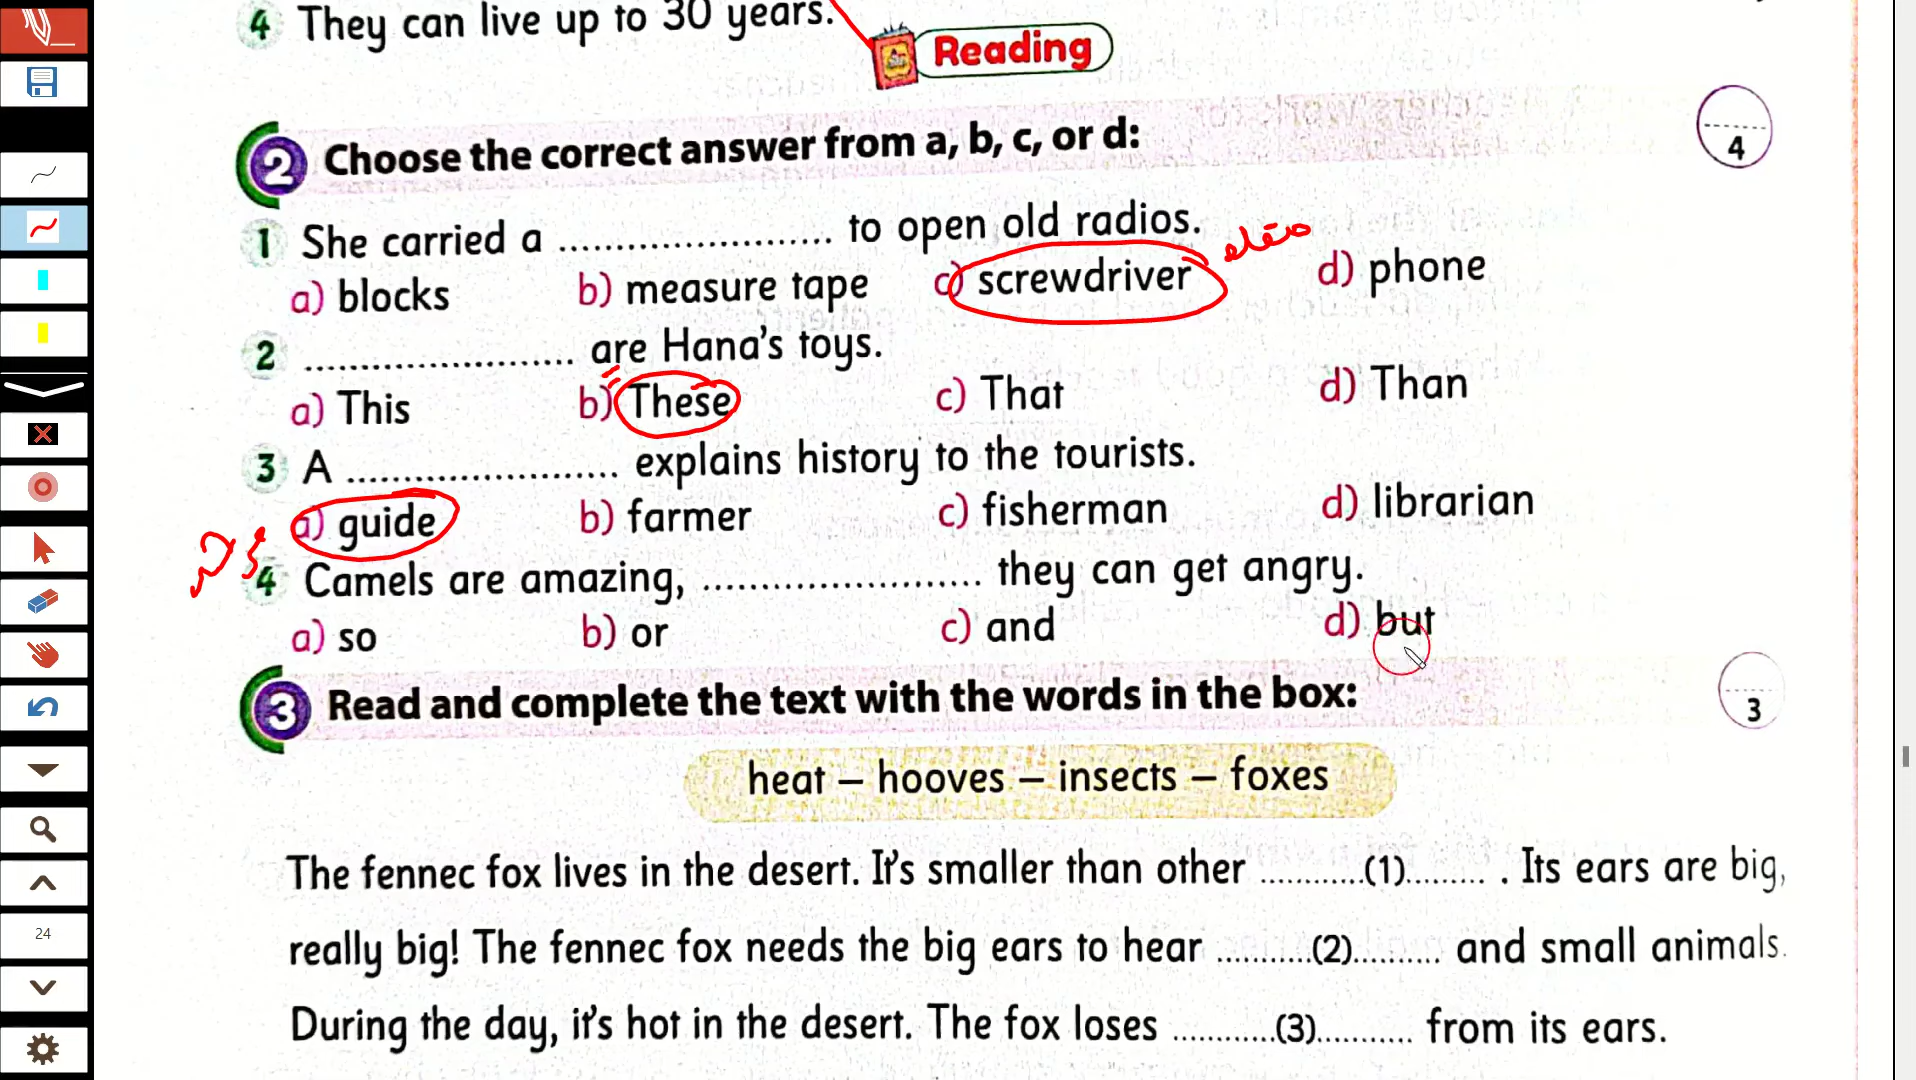 4 They can live up to 30 years.
Reading
2 Choose the correct answer from a, b, c, or d:
4
1 She carried a ........................ to open old radios.
a) blocks b) measure tape c) screwdriver d) phone
2 ........................ are Hana's toys.
a) This b) These c) That d) Than
3 A ........................ explains history to the tourists.
a) guide b) farmer c) fisherman d) librarian
4 Camels are amazing, ........................ they can get angry.
a) so b) or c) and d) but
3 Read and complete the text with the words in the box:
3
heat – hooves – insects – foxes
The fennec fox lives in the desert. It's smaller than other ............(1)......... . Its ears are big,
really big! The fennec fox needs the big ears to hear ...........(2).......... and small animals.
During the day, it's hot in the desert. The fox loses ............(3)........... from its ears.
24